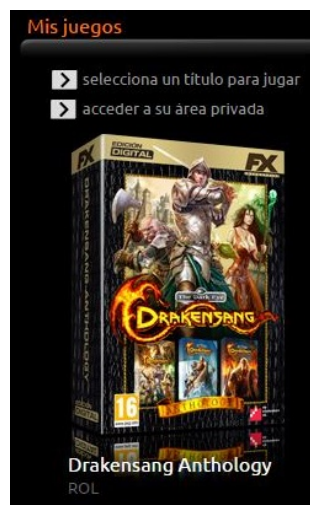 Mis juegos
selecciona un título para jugar
acceder a su área privada
EDICIÓN
DIGITAL
FX
FX
DRAKENSANG ANTHOLOGY
The Dark Eye
DRAKENSANG
ANTHOLOGY
16
Drakensang Anthology
ROL